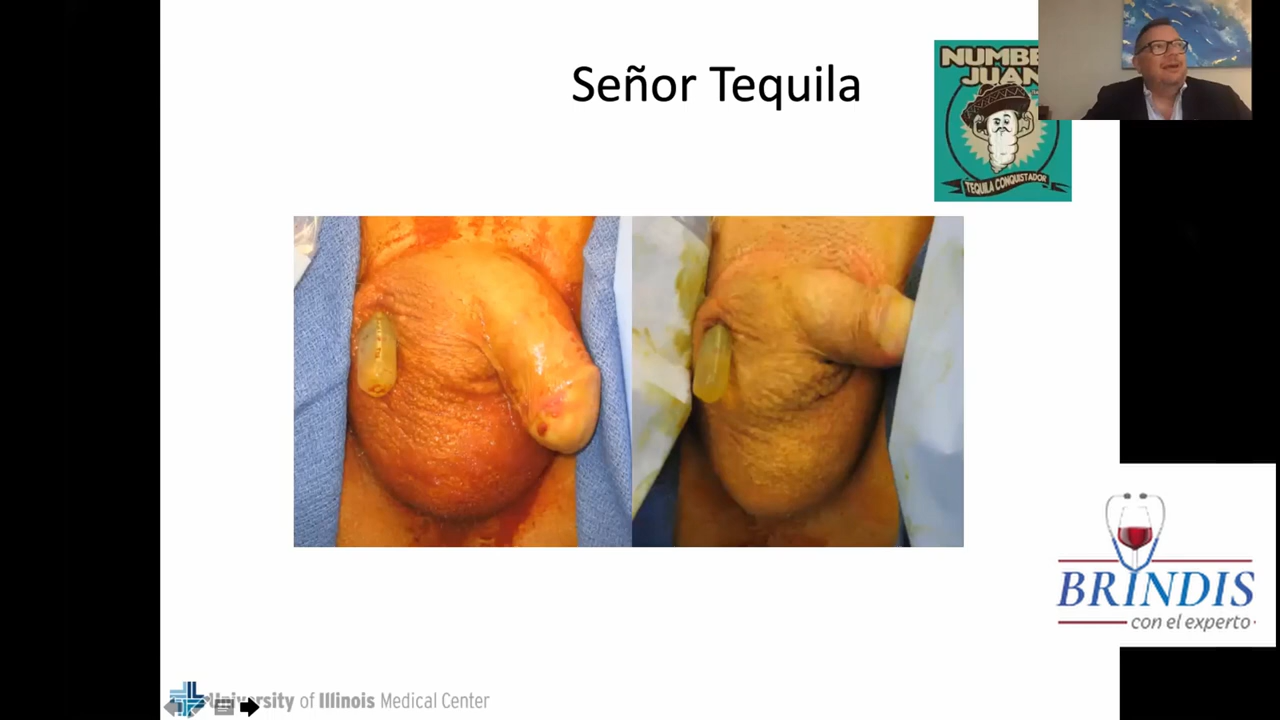 Señor Tequila
NUMBE
JUAN
TEQUILA CONQUISTADOR
BRINDIS
con el experto
University of Illinois Medical Center